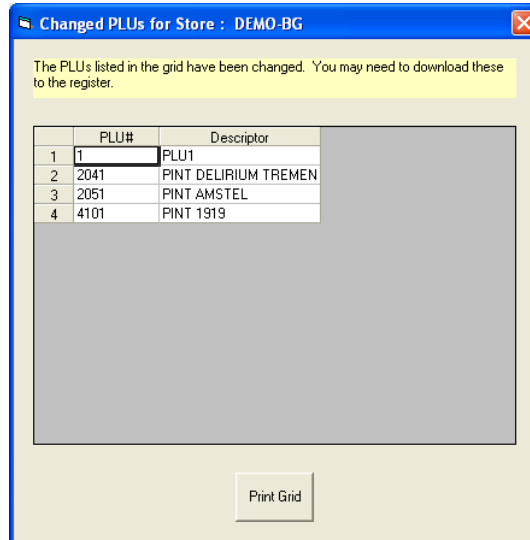 Changed PLUs for Store : DEMO-BG
The PLUs listed in the grid have been changed. You may need to download these
to the register.
PLU# Descriptor
1 1 PLU1
2 2041 PINT DELIRIUM TREMEN
3 2051 PINT AMSTEL
4 4101 PINT 1919
Print Grid